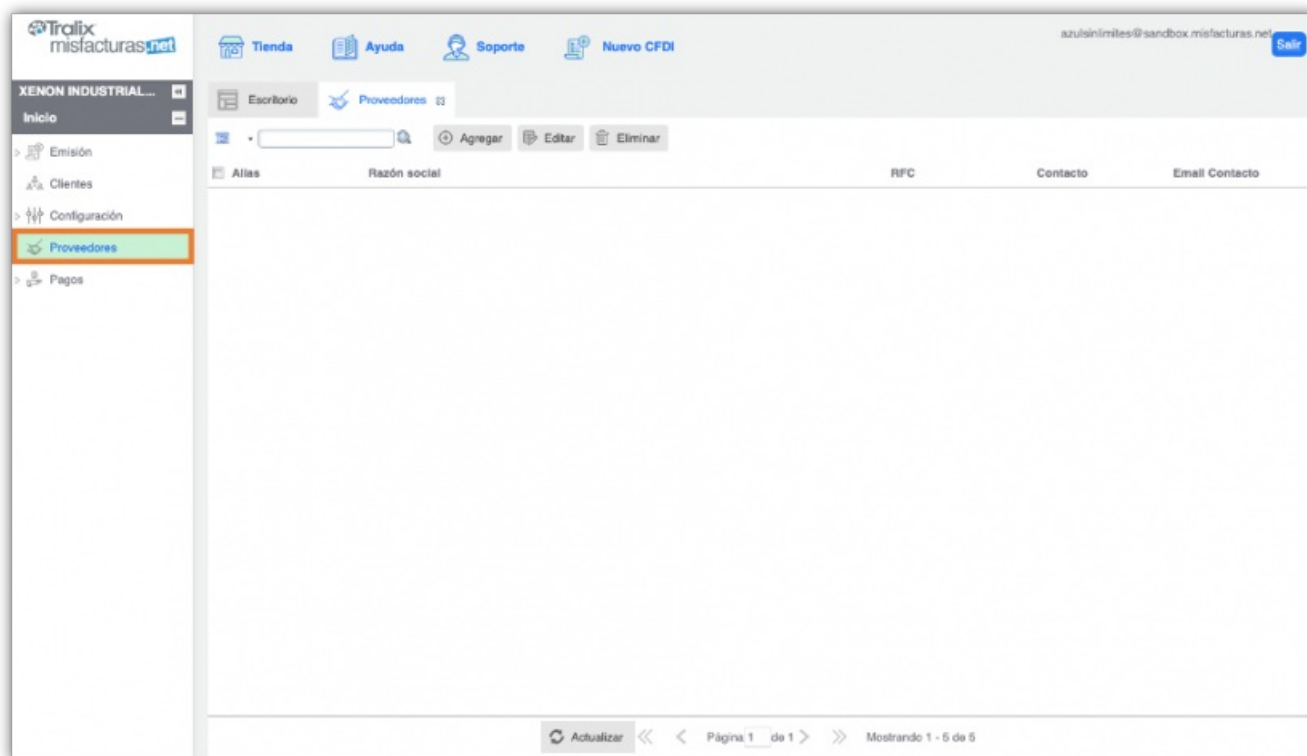 Tralix
misfacturas.net
Tienda
Ayuda
Soporte
Nuevo CFDI
azulsinlimites@sandbox.misfacturas.net
Salir
XENON INDUSTRIAL...
Inicio
Emisión
Clientes
Configuración
Proveedores
Pagos
Escritorio
Proveedores
Agregar
Editar
Eliminar
Alias Razón social RFC Contacto Email Contacto
Actualizar Página 1 de 1 Mostrando 1 - 5 de 5